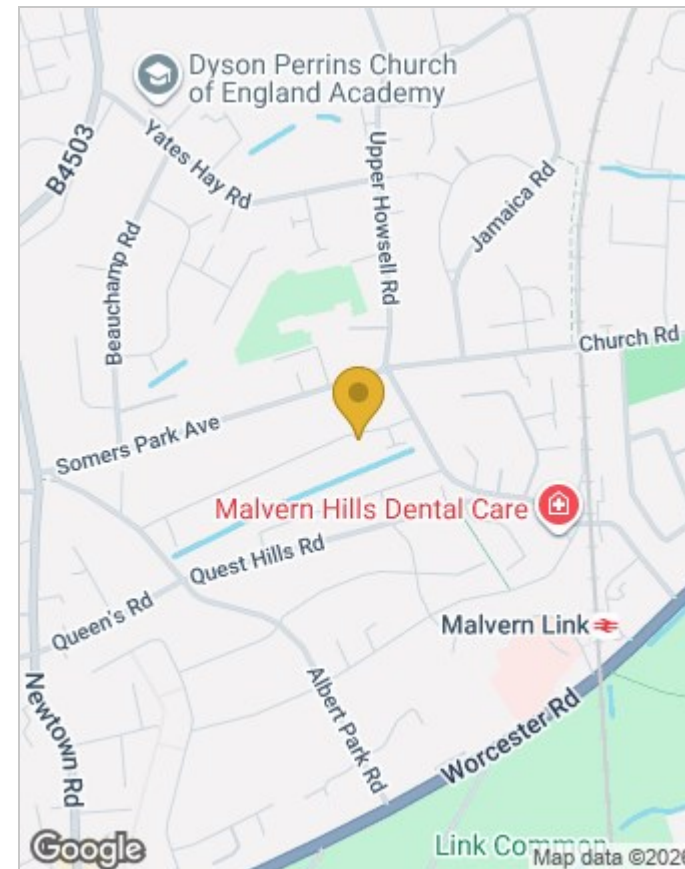 Dyson Perrins Church
of England Academy
B4503
Yates Hay Rd
Upper Howsell Rd
Jamaica Rd
Beauchamp Rd
Church Rd
Somers Park Ave
Malvern Hills Dental Care
Quest Hills Rd
Queen's Rd
Malvern Link
Newtown Rd
Albert Park Rd
Worcester Rd
Link Common
Google
Map data ©2026